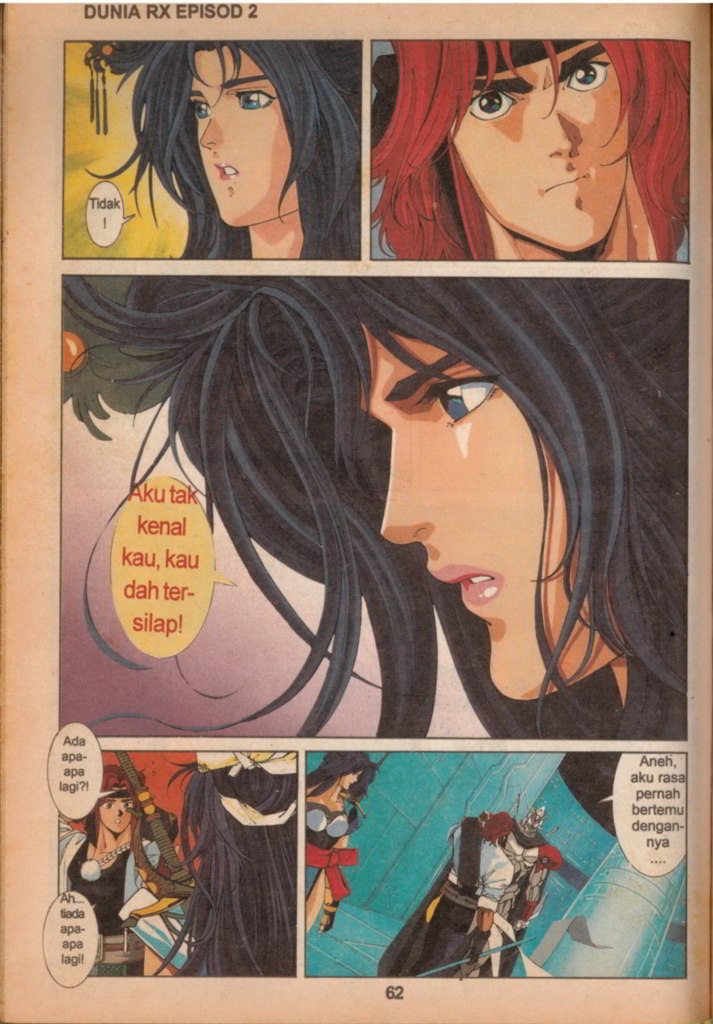 DUNIA RX EPISOD 2
Tidak
!
Aku tak
kenal
kau, kau
dah ter-
silap!
Ada
apa-
apa
lagi?!
Ah...
tiada
apa-
apa
lagi!
Aneh,
aku rasa
pernah
bertemu
dengan-
nya
....
62